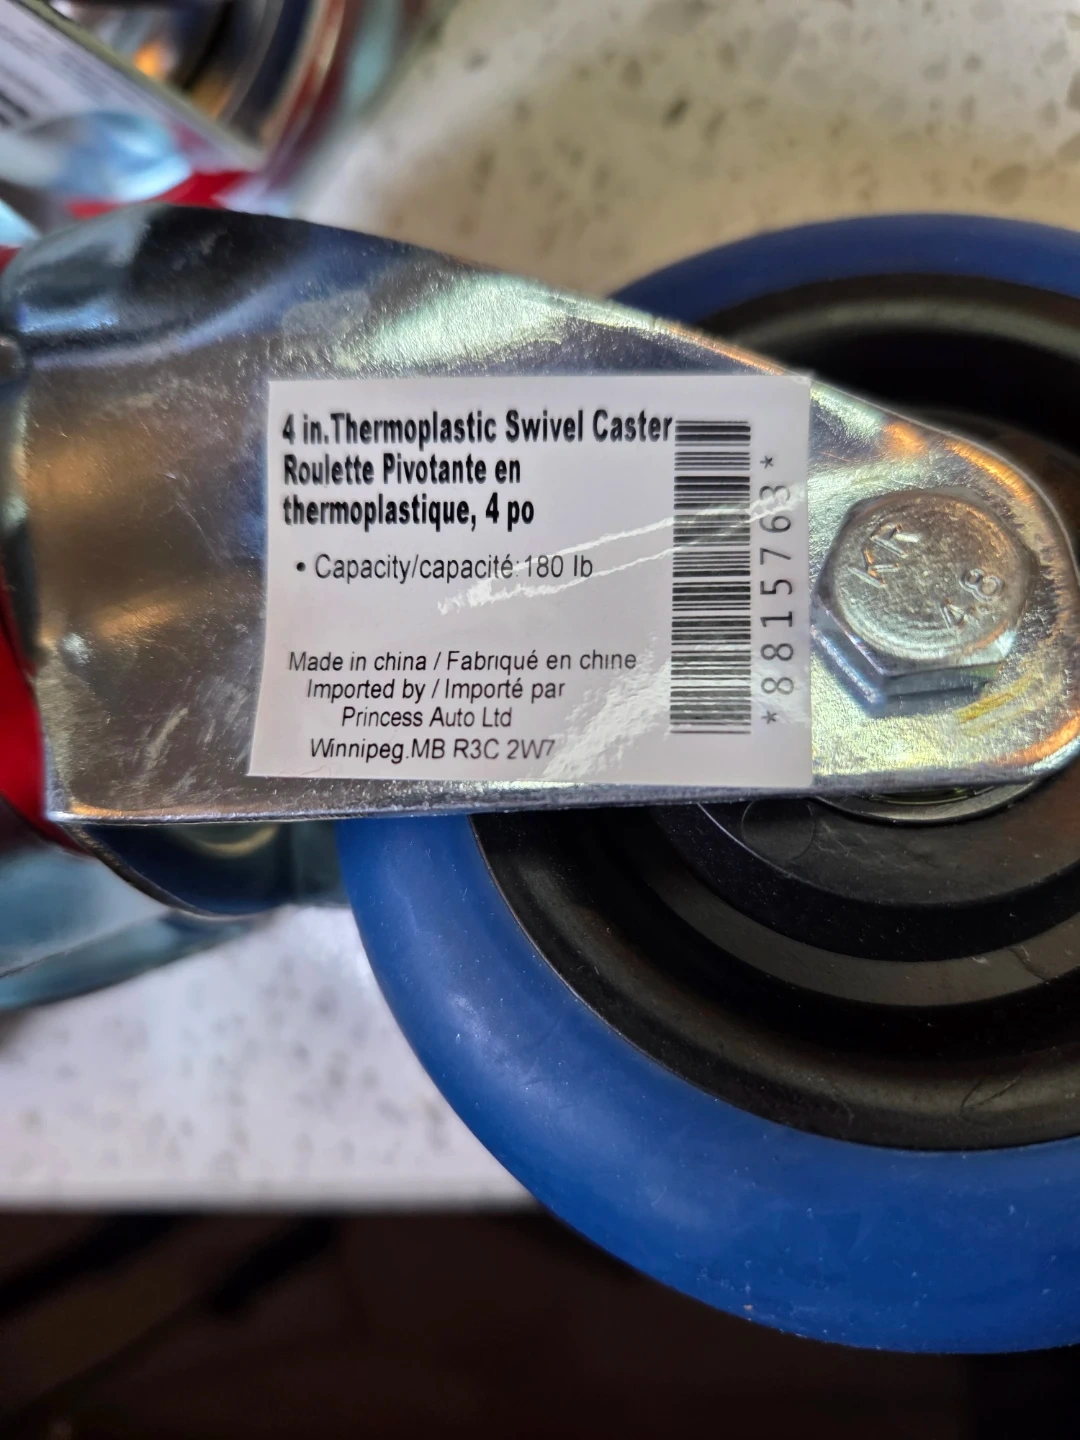 4 in.Thermoplastic Swivel Caster
Roulette Pivotante en
thermoplastique, 4 po
• Capacity/capacité:180 lb
Made in china / Fabriqué en chine
Imported by / Importé par
Princess Auto Ltd
Winnipeg.MB R3C 2W7
*8815763*
KR
4.8